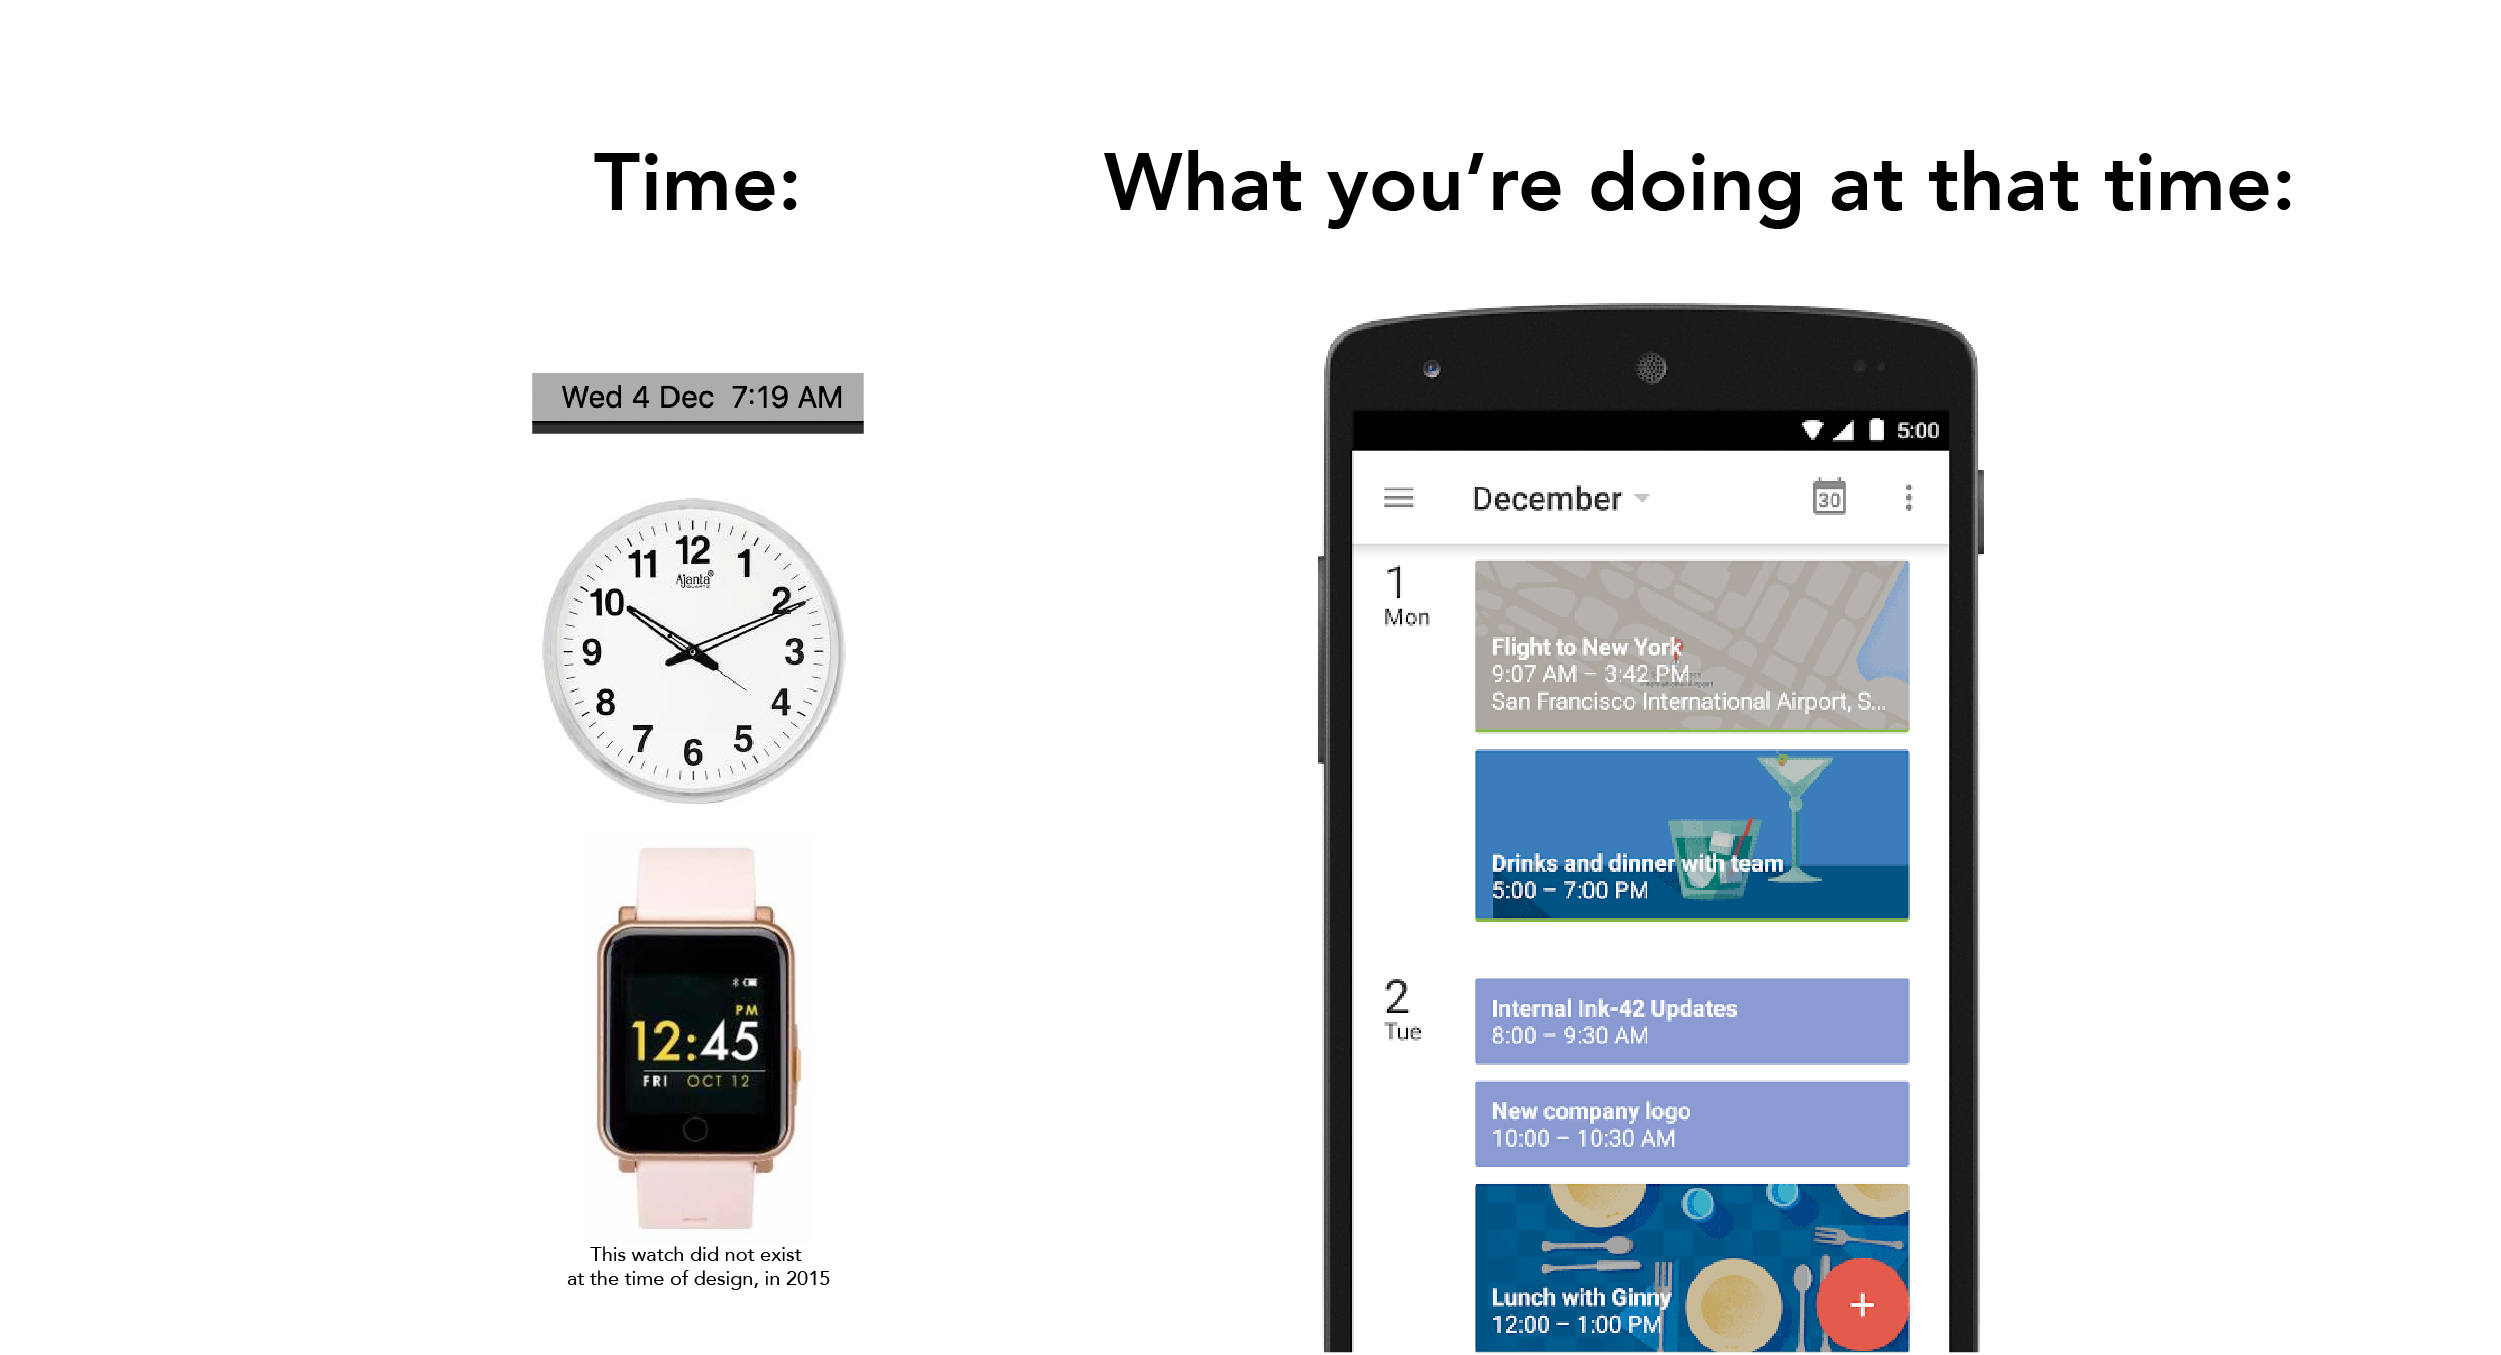 Time:
What you’re doing at that time:
Wed 4 Dec 7:19 AM
12
11
1
Ajanta®
QUARTZ
10
2
9
3
8
4
7
5
6
PM
12:45
FRI OCT 12
This watch did not exist
at the time of design, in 2015
5:00
December
30
1
Mon
Flight to New York
9:07 AM – 3:42 PM
San Francisco International Airport, S...
Drinks and dinner with team
5:00 – 7:00 PM
2
Tue
Internal Ink-42 Updates
8:00 – 9:30 AM
New company logo
10:00 – 10:30 AM
Lunch with Ginny
12:00 – 1:00 PM